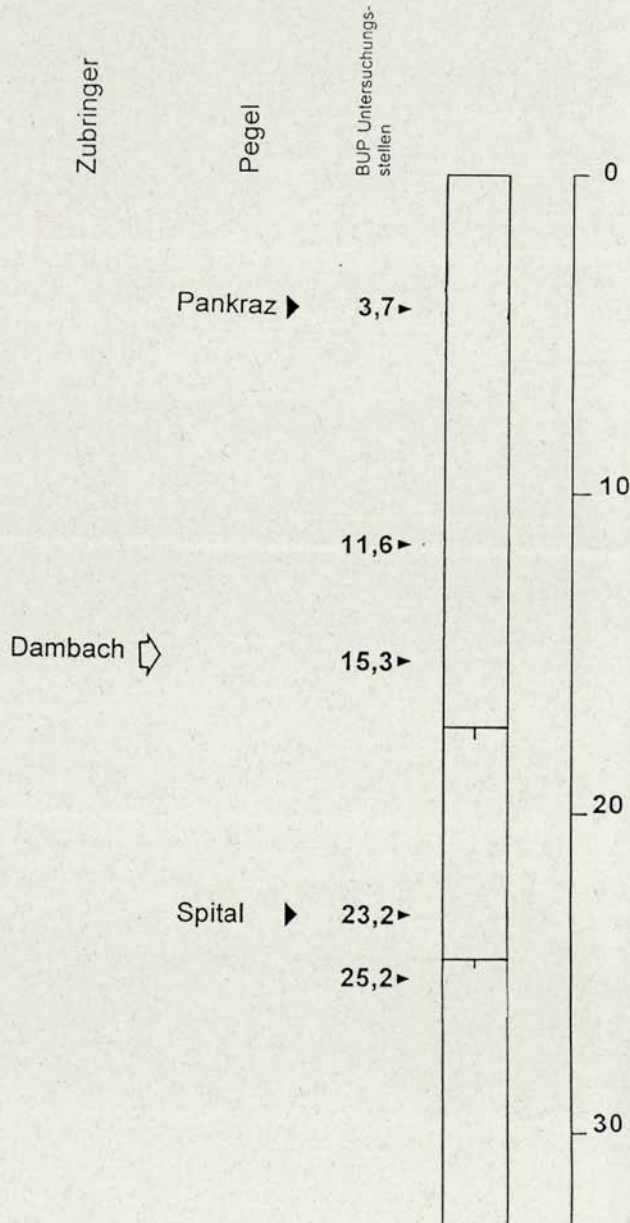 Zubringer
Pegel
BUP Untersuchungs-
stellen
0
Pankraz
3,7
10
11,6
Dambach
15,3
20
Spital
23,2
25,2
30